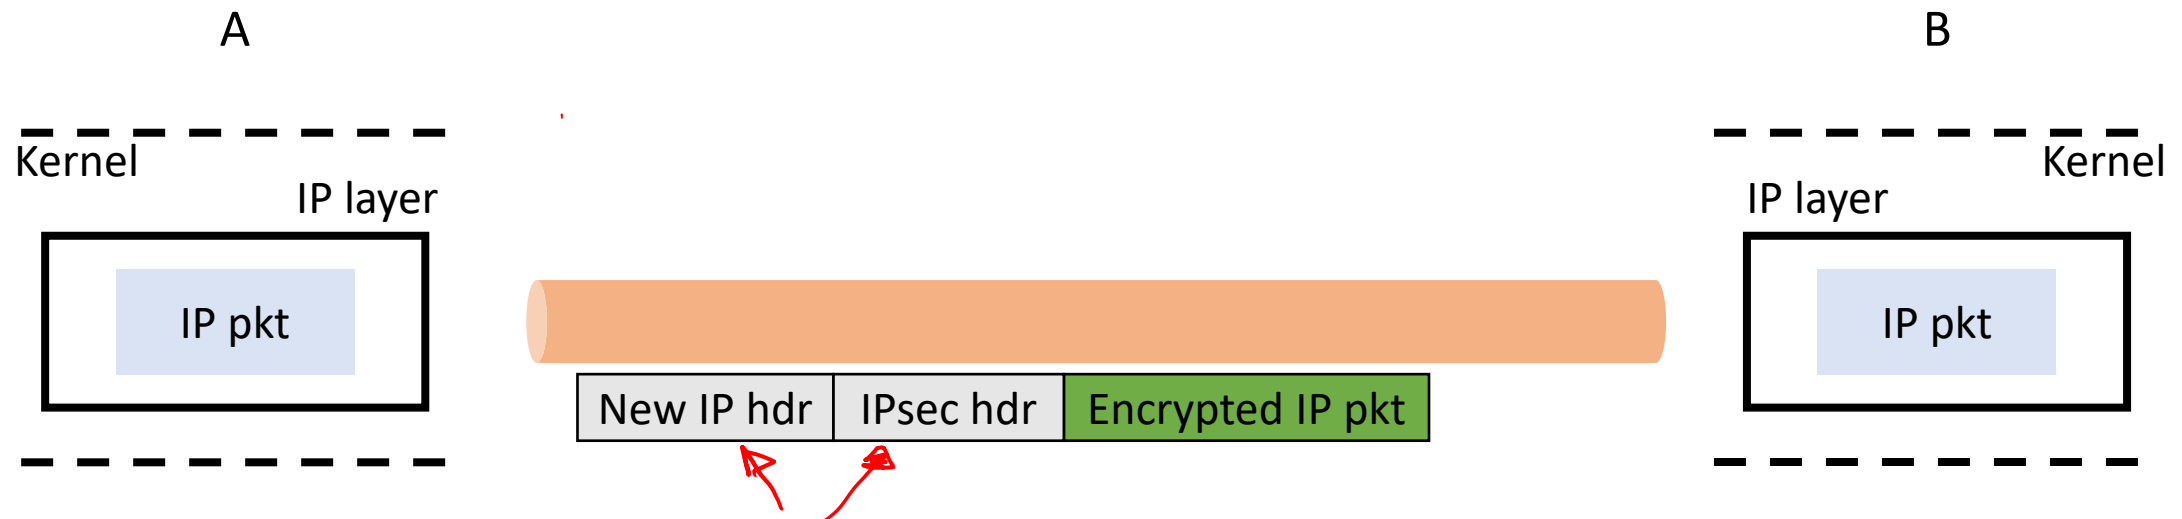 A
B
Kernel
Kernel
IP layer
IP layer
IP pkt
IP pkt
New IP hdr
IPsec hdr
Encrypted IP pkt